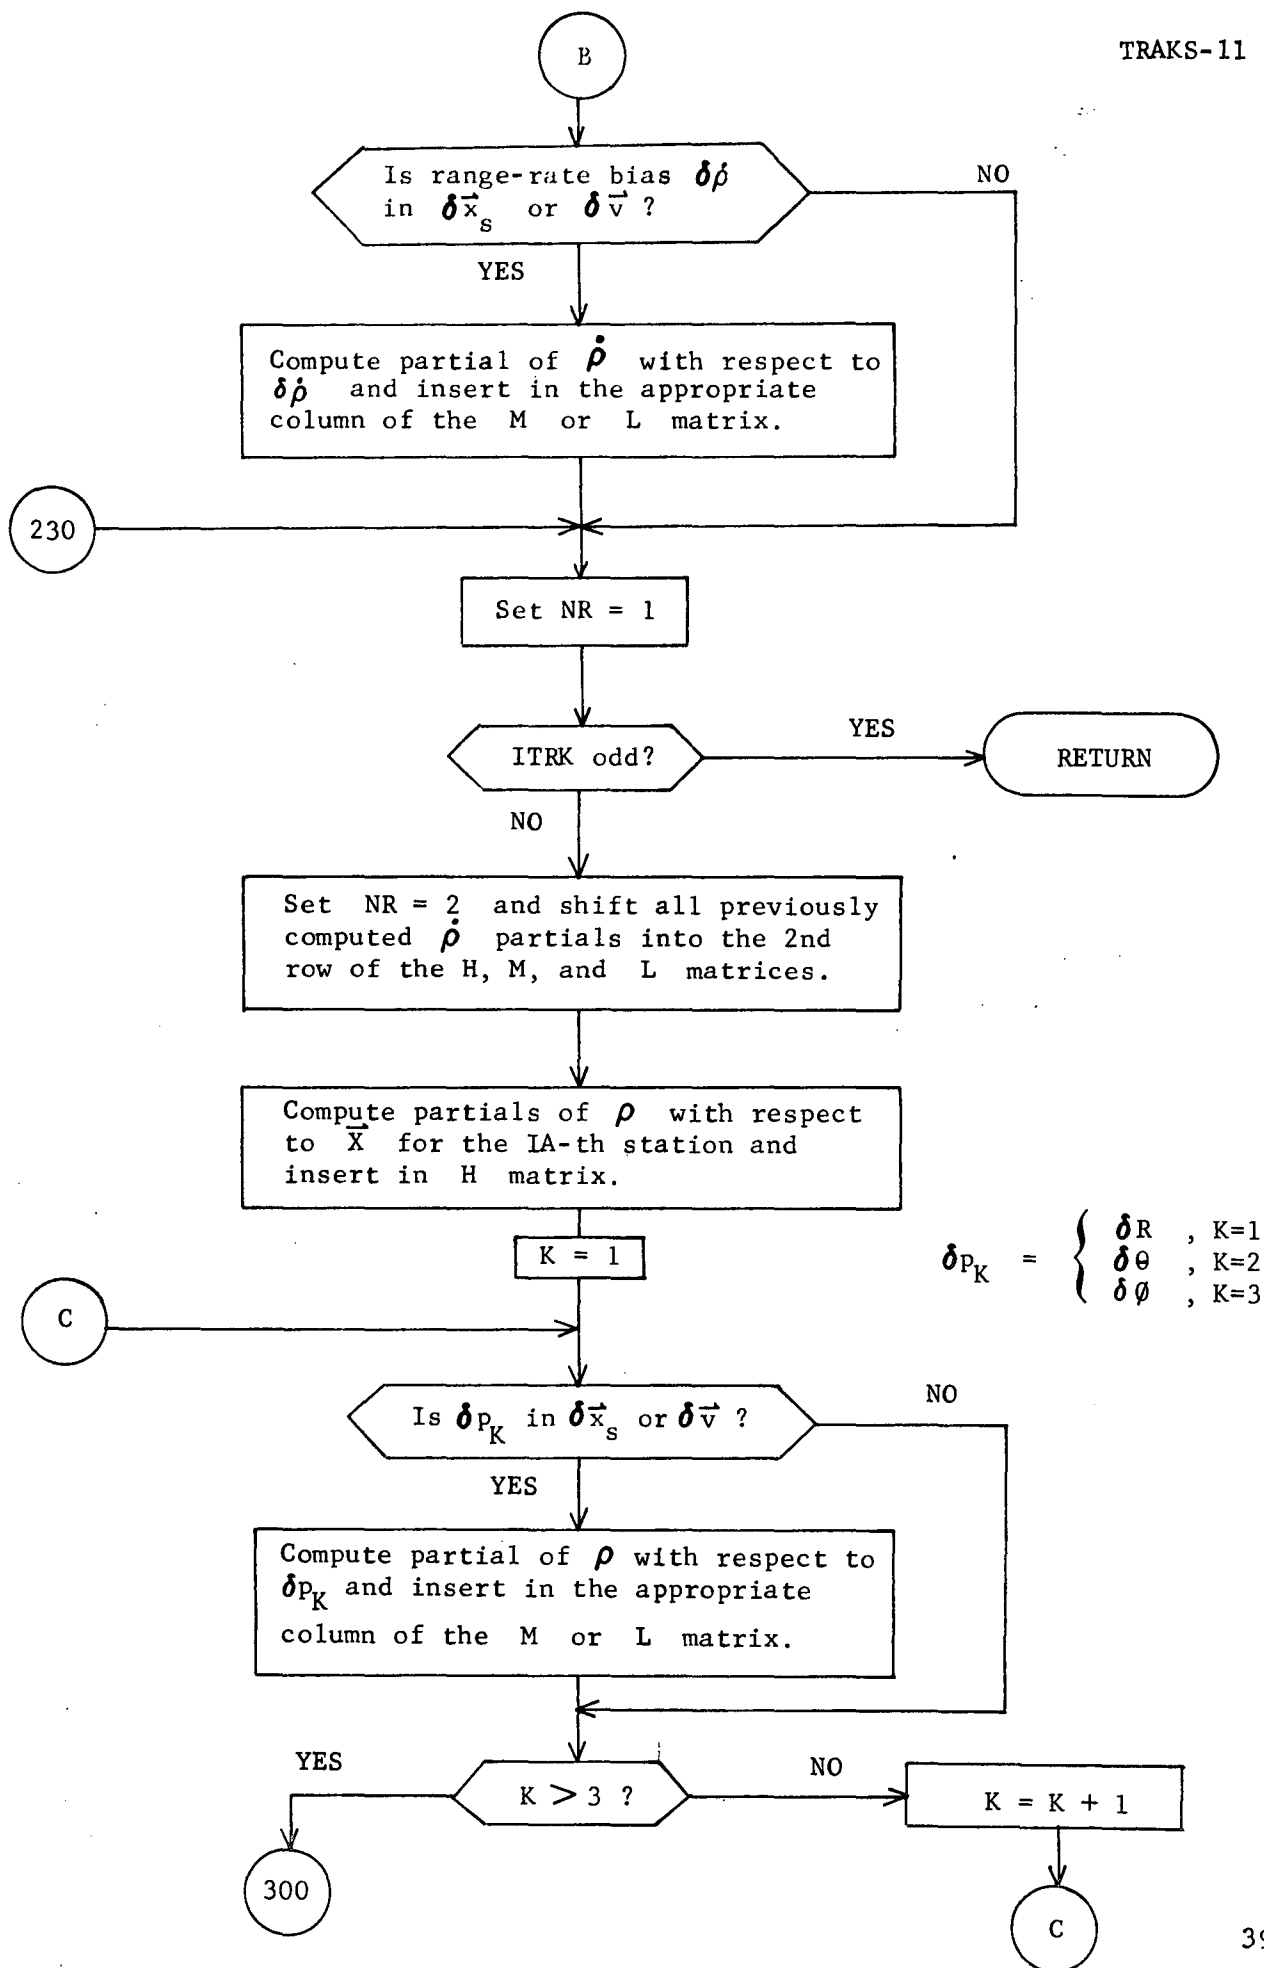 TRAKS-11
B
Is range-rate bias δρ̇
in δx⃗s or δv⃗ ?
NO
YES
Compute partial of ρ̇ with respect to
δρ̇ and insert in the appropriate
column of the M or L matrix.
230
Set NR = 1
ITRK odd?
YES
RETURN
NO
Set NR = 2 and shift all previously
computed ρ̇ partials into the 2nd
row of the H, M, and L matrices.
Compute partials of ρ with respect
to X⃗ for the IA-th station and
insert in H matrix.
K = 1
δpK = { δR , K=1
δθ , K=2
δφ , K=3
C
Is δpK in δx⃗s or δv⃗ ?
NO
YES
Compute partial of ρ with respect to
δpK and insert in the appropriate
column of the M or L matrix.
YES
K > 3 ?
NO
K = K + 1
300
C